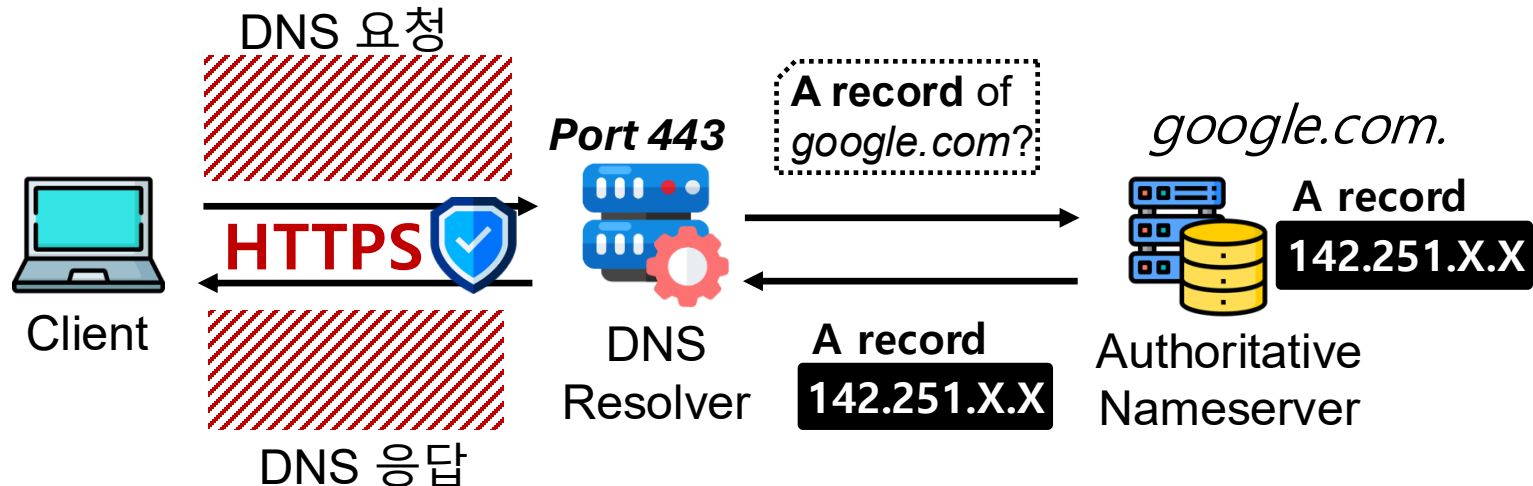 DNS 요청
A record of
google.com?
Port 443
google.com.
A record
142.251.X.X
HTTPS
Client
DNS
Resolver
A record
142.251.X.X
Authoritative
Nameserver
DNS 응답